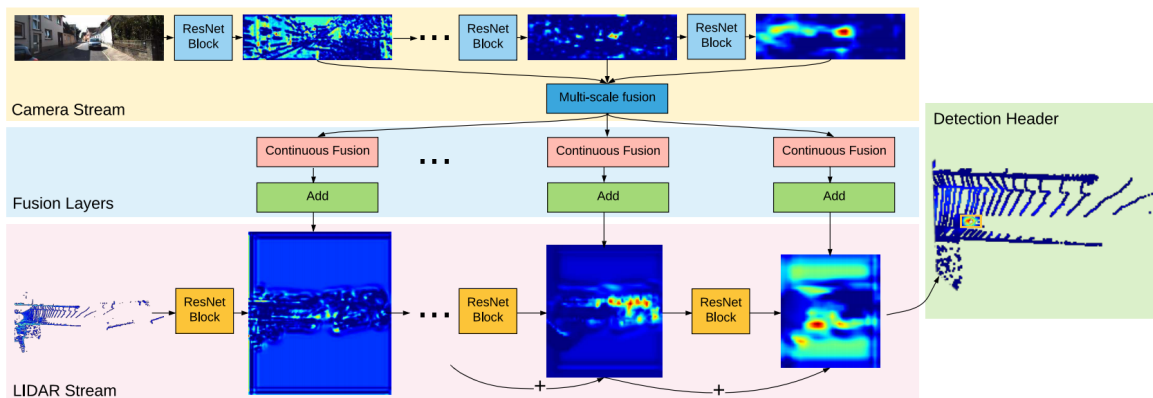 ResNet
Block
...
ResNet
Block
ResNet
Block
Camera Stream
Multi-scale fusion
Detection Header
Continuous Fusion
...
Continuous Fusion
Continuous Fusion
Add
Add
Add
Fusion Layers
ResNet
Block
...
ResNet
Block
ResNet
Block
+
+
LIDAR Stream